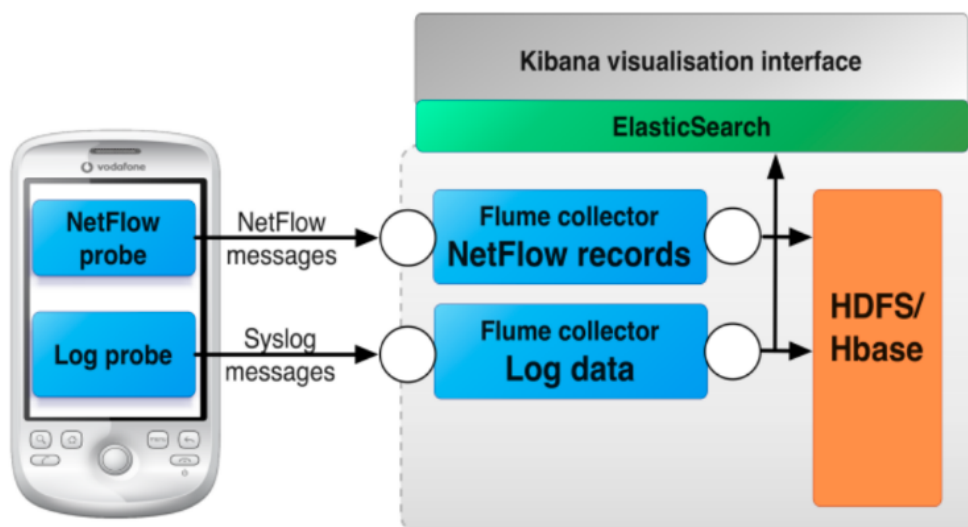 Kibana visualisation interface
ElasticSearch
vodafone
NetFlow
probe
NetFlow
messages
Flume collector
NetFlow records
Log probe
Syslog
messages
Flume collector
Log data
HDFS/
Hbase